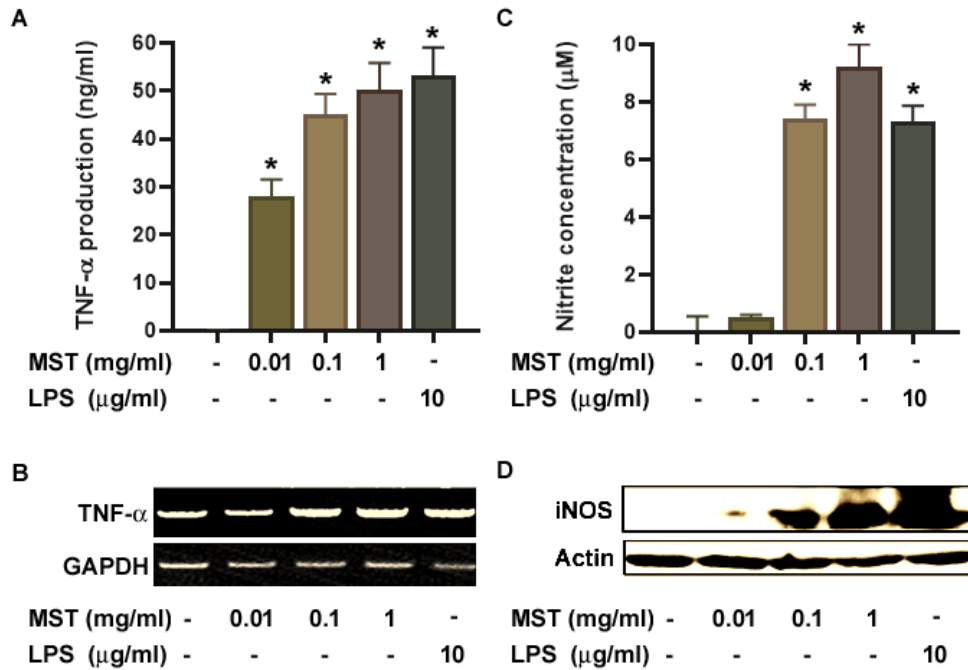 A
TNF-α production (ng/ml)
60
50
40
30
20
10
0
* * * *
MST (mg/ml) - 0.01 0.1 1 -
LPS (μg/ml) - - - - 10
C
Nitrite concentration (μM)
10
8
6
4
2
0
* * *
MST (mg/ml) - 0.01 0.1 1 -
LPS (μg/ml) - - - - 10
B
TNF-α
GAPDH
MST (mg/ml) - 0.01 0.1 1 -
LPS (μg/ml) - - - - 10
D
iNOS
Actin
MST (mg/ml) - 0.01 0.1 1 -
LPS (μg/ml) - - - - 10